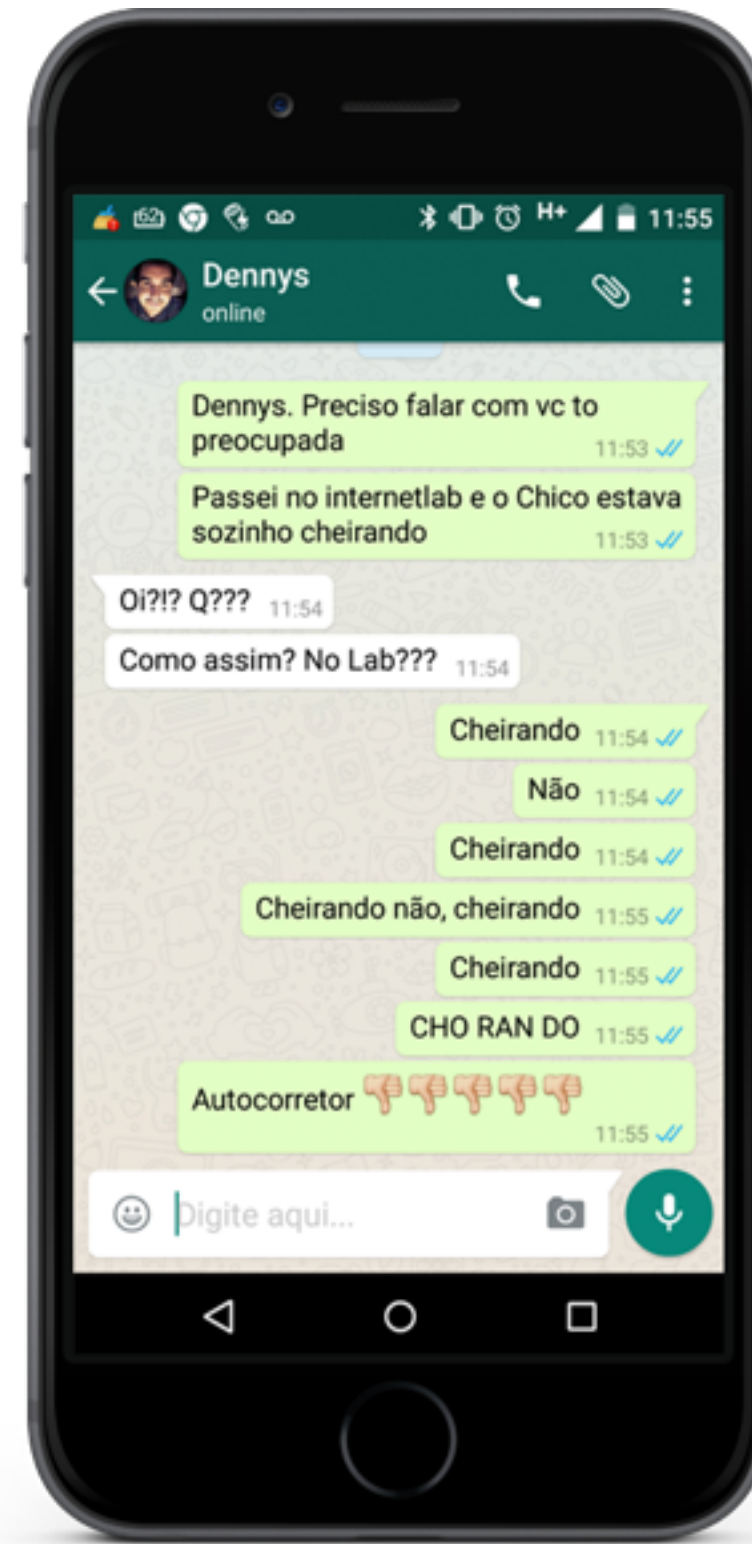 62 H+ 11:55
Dennys
online
Dennys. Preciso falar com vc to
preocupada 11:53
Passei no internetlab e o Chico estava
sozinho cheirando 11:53
Oi?!? Q??? 11:54
Como assim? No Lab??? 11:54
Cheirando 11:54
Não 11:54
Cheirando 11:54
Cheirando não, cheirando 11:55
Cheirando 11:55
CHO RAN DO 11:55
Autocorretor 👎👎👎👎👎
11:55
Digite aqui...